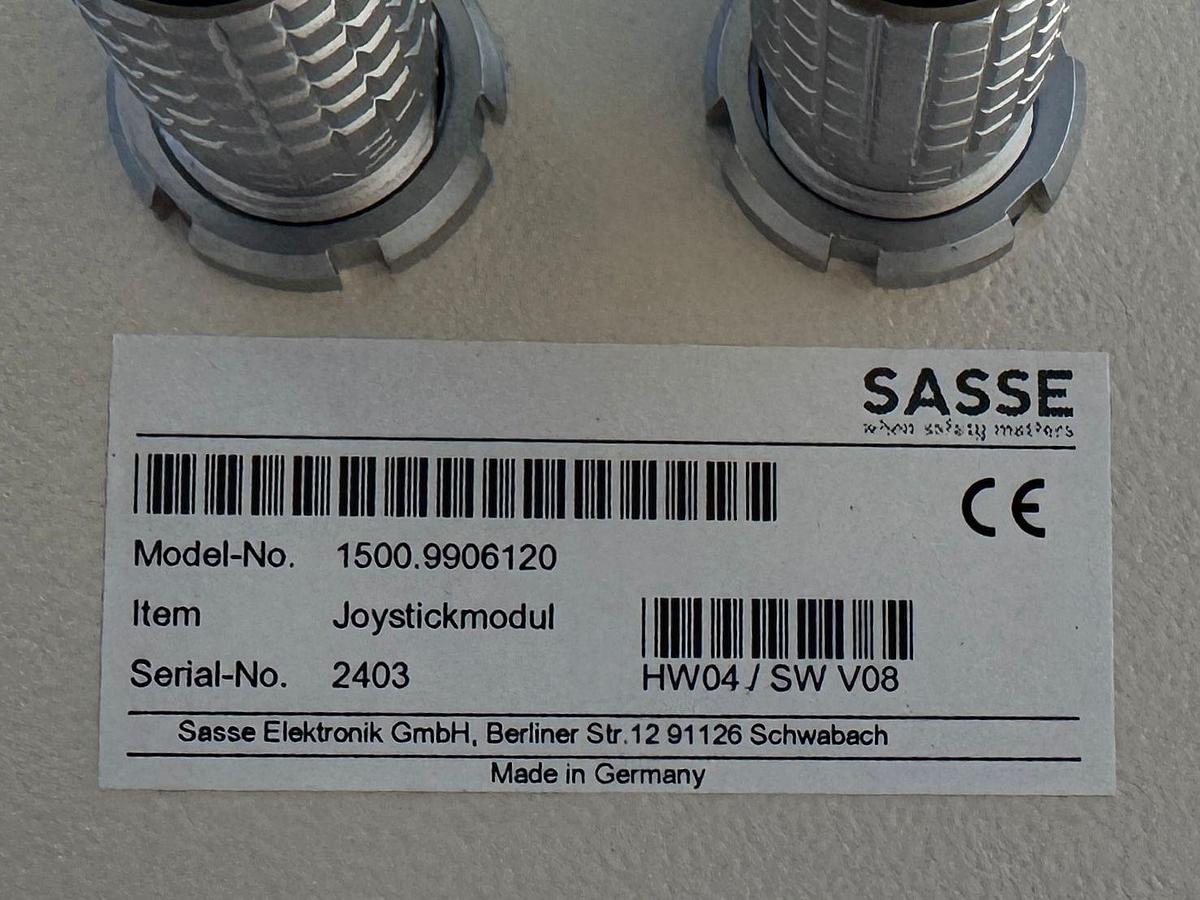 SASSE
when safety matters
CE
Model-No. 1500.9906120
Item Joystickmodul
Serial-No. 2403
HW04 / SW V08
Sasse Elektronik GmbH, Berliner Str.12 91126 Schwabach
Made in Germany